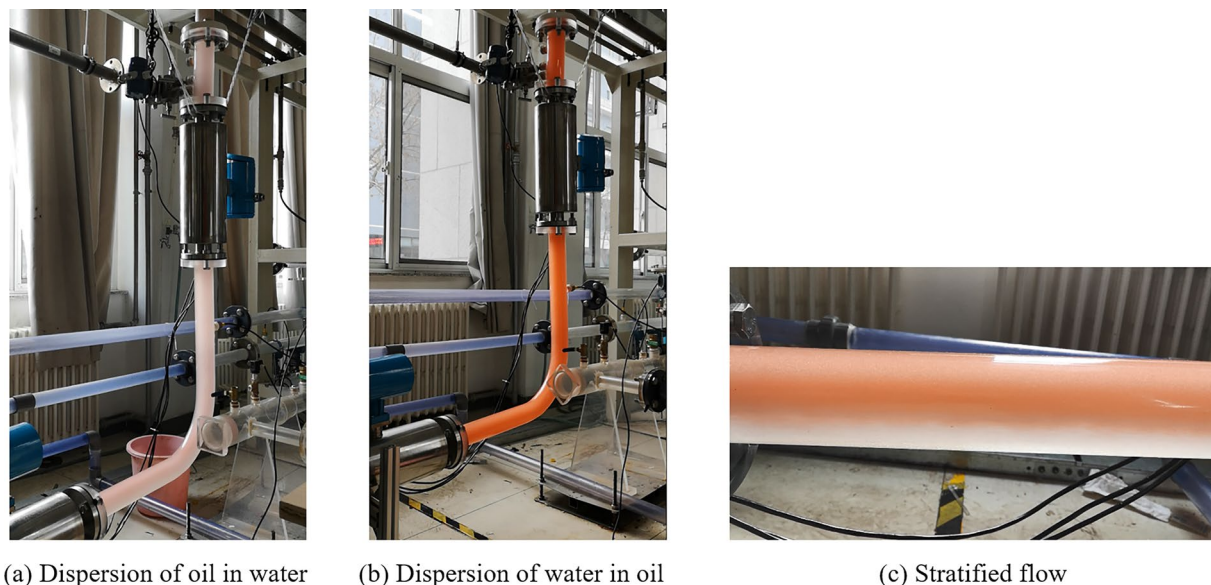 (a) Dispersion of oil in water
(b) Dispersion of water in oil
(c) Stratified flow